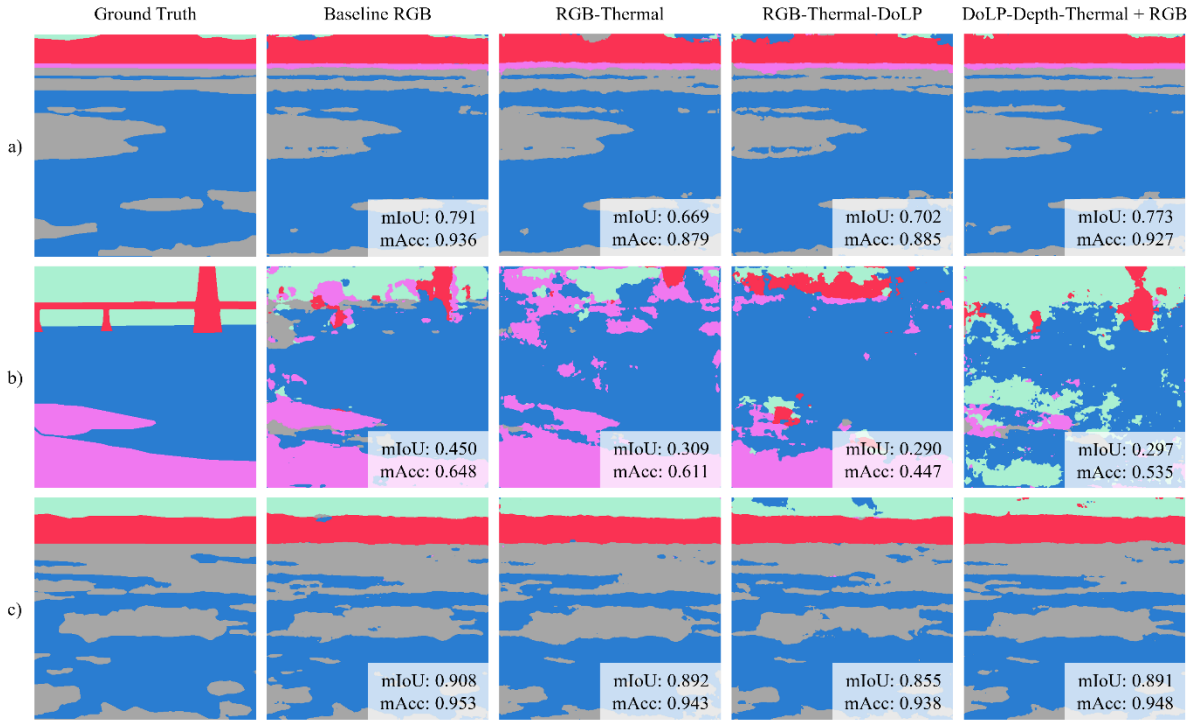 Ground Truth
Baseline RGB
RGB-Thermal
RGB-Thermal-DoLP
DoLP-Depth-Thermal + RGB
a)
mIoU: 0.791
mAcc: 0.936
mIoU: 0.669
mAcc: 0.879
mIoU: 0.702
mAcc: 0.885
mIoU: 0.773
mAcc: 0.927
b)
mIoU: 0.450
mAcc: 0.648
mIoU: 0.309
mAcc: 0.611
mIoU: 0.290
mAcc: 0.447
mIoU: 0.297
mAcc: 0.535
c)
mIoU: 0.908
mAcc: 0.953
mIoU: 0.892
mAcc: 0.943
mIoU: 0.855
mAcc: 0.938
mIoU: 0.891
mAcc: 0.948